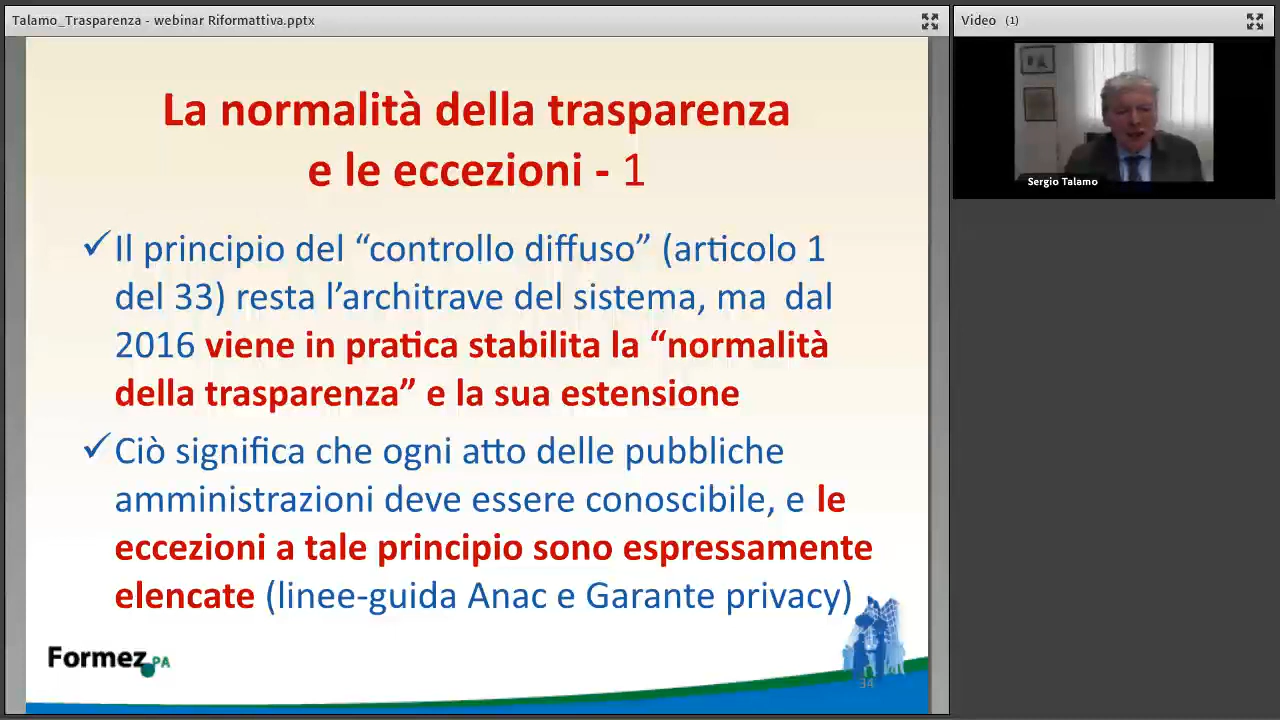 Talamo_Trasparenza - webinar Riformattiva.pptx
Video (1)
La normalità della trasparenza
e le eccezioni - 1
✓Il principio del “controllo diffuso” (articolo 1
del 33) resta l’architrave del sistema, ma  dal
2016 viene in pratica stabilita la “normalità
della trasparenza” e la sua estensione
✓Ciò significa che ogni atto delle pubbliche
amministrazioni deve essere conoscibile, e le
eccezioni a tale principio sono espressamente
elencate (linee-guida Anac e Garante privacy)
Formez PA
34
Sergio Talamo